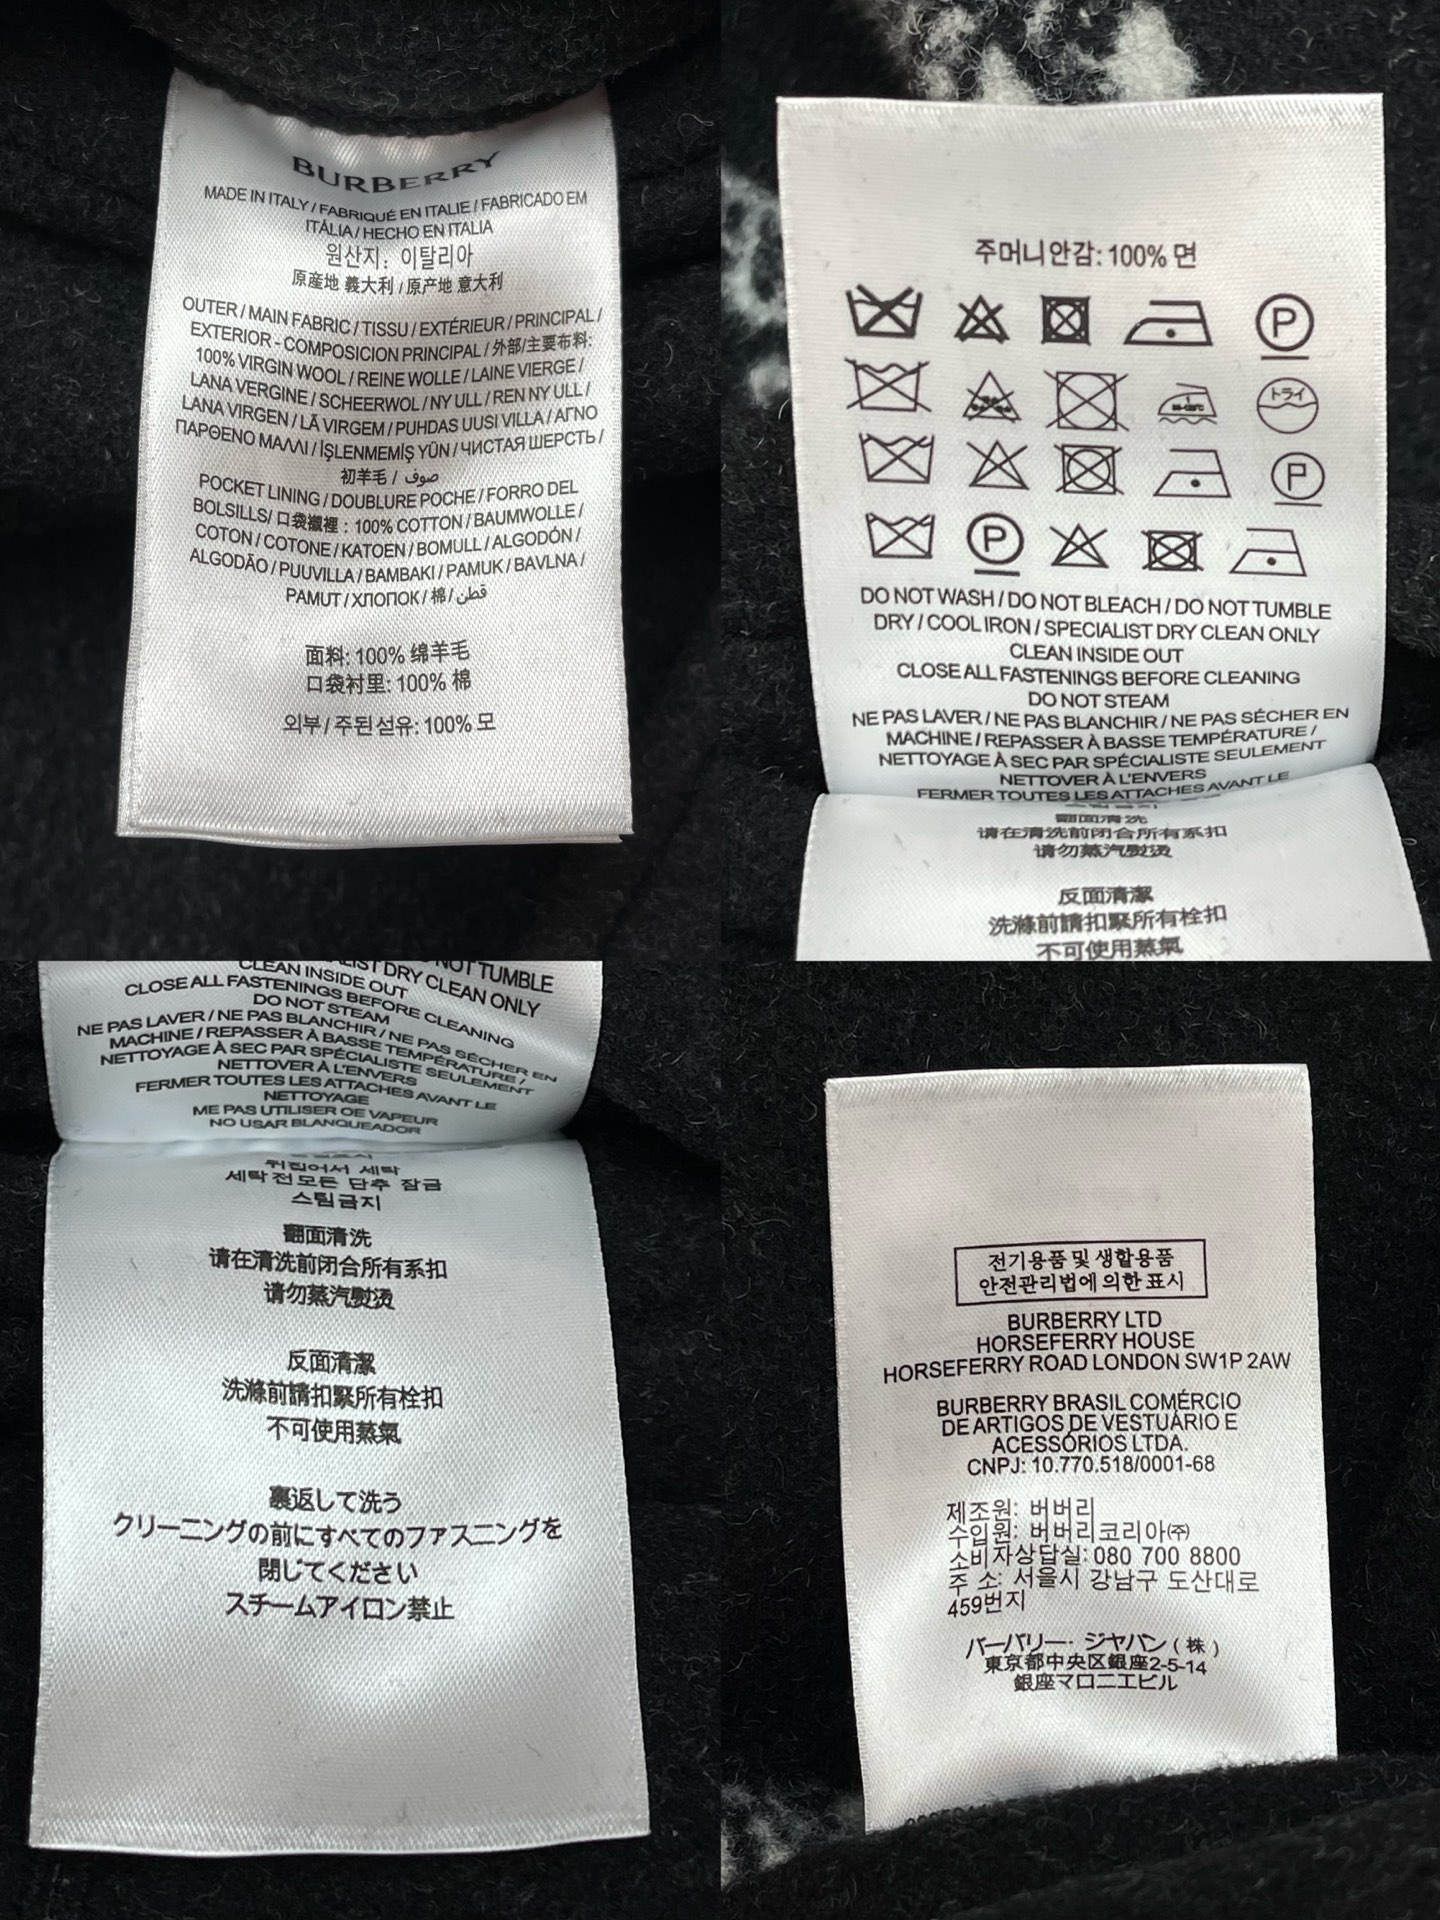 BURBERRY
MADE IN ITALY / FABRIQUÉ EN ITALIE / FABRICADO EM
ITÁLIA / HECHO EN ITALIA
원산지: 이탈리아
原産地 義大利 / 原产地 意大利
OUTER / MAIN FABRIC / TISSU / EXTÉRIEUR / PRINCIPAL /
EXTERIOR - COMPOSICION PRINCIPAL / 外部/主要布料:
100% VIRGIN WOOL / REINE WOLLE / LAINE VIERGE /
LANA VERGINE / SCHEERWOL / NY ULL / REN NY ULL /
LANA VIRGEN / LÃ VIRGEM / PUHDAS UUSI VILLA / ΑΓΝΟ
ΠΑΡΘΕΝΟ ΜΑΛΛΙ / İŞLENMEMİŞ YÜN / ЧИСТАЯ ШЕРСТЬ /
初羊毛 / صوف
POCKET LINING / DOUBLURE POCHE / FORRO DEL
BOLSILLS/ 口袋襯裡 : 100% COTTON / BAUMWOLLE /
COTON / COTONE / KATOEN / BOMULL / ALGODÓN /
ALGODÃO / PUUVILLA / BAMBAKI / PAMUK / BAVLNA /
PAMUT / ХЛОПОК / 棉 / قطن
面料: 100% 绵羊毛
口袋衬里: 100% 棉
외부 / 주된섬유: 100% 모
주머니안감: 100% 면
P
トライ
P
P
DO NOT WASH / DO NOT BLEACH / DO NOT TUMBLE
DRY / COOL IRON / SPECIALIST DRY CLEAN ONLY
CLEAN INSIDE OUT
CLOSE ALL FASTENINGS BEFORE CLEANING
DO NOT STEAM
NE PAS LAVER / NE PAS BLANCHIR / NE PAS SÉCHER EN
MACHINE / REPASSER À BASSE TEMPÉRATURE /
NETTOYAGE À SEC PAR SPÉCIALISTE SEULEMENT
NETTOYER À L'ENVERS
FERMER TOUTES LES ATTACHES AVANT LE
翻面清洗
请在清洗前闭合所有系扣
请勿蒸汽熨烫
反面清潔
洗滌前請扣緊所有栓扣
不可使用蒸氣
NOT TUMBLE
DRY CLEAN ONLY
CLEAN INSIDE OUT
CLOSE ALL FASTENINGS BEFORE CLEANING
DO NOT STEAM
NE PAS LAVER / NE PAS BLANCHIR / NE PAS SÉCHER EN
MACHINE / REPASSER À BASSE TEMPÉRATURE /
NETTOYAGE À SEC PAR SPÉCIALISTE SEULEMENT
NETTOVER À L'ENVERS
FERMER TOUTES LES ATTACHES AVANT LE
NETTOYAGE
ME PAS UTILISER OE VAPEUR
NO USAR BLANQUEADOR
뒤집어서 세탁
세탁전모든 단추 잠금
스팀금지
翻面清洗
请在清洗前闭合所有系扣
请勿蒸汽熨烫
反面清潔
洗滌前請扣緊所有栓扣
不可使用蒸氣
裏返して洗う
クリーニングの前にすべてのファスニングを
閉じてください
スチームアイロン禁止
전기용품 및 생활용품
안전관리법에 의한 표시
BURBERRY LTD
HORSEFERRY HOUSE
HORSEFERRY ROAD LONDON SW1P 2AW
BURBERRY BRASIL COMÉRCIO
DE ARTIGOS DE VESTUÁRIO E
ACESSÓRIOS LTDA.
CNPJ: 10.770.518/0001-68
제조원: 버버리
수입원: 버버리코리아㈜
소비자상답실: 080 700 8800
주 소: 서울시 강남구 도산대로
459번지
バーバリー・ジャパン ( 株 )
東京都中央区銀座2-5-14
銀座マロニエビル